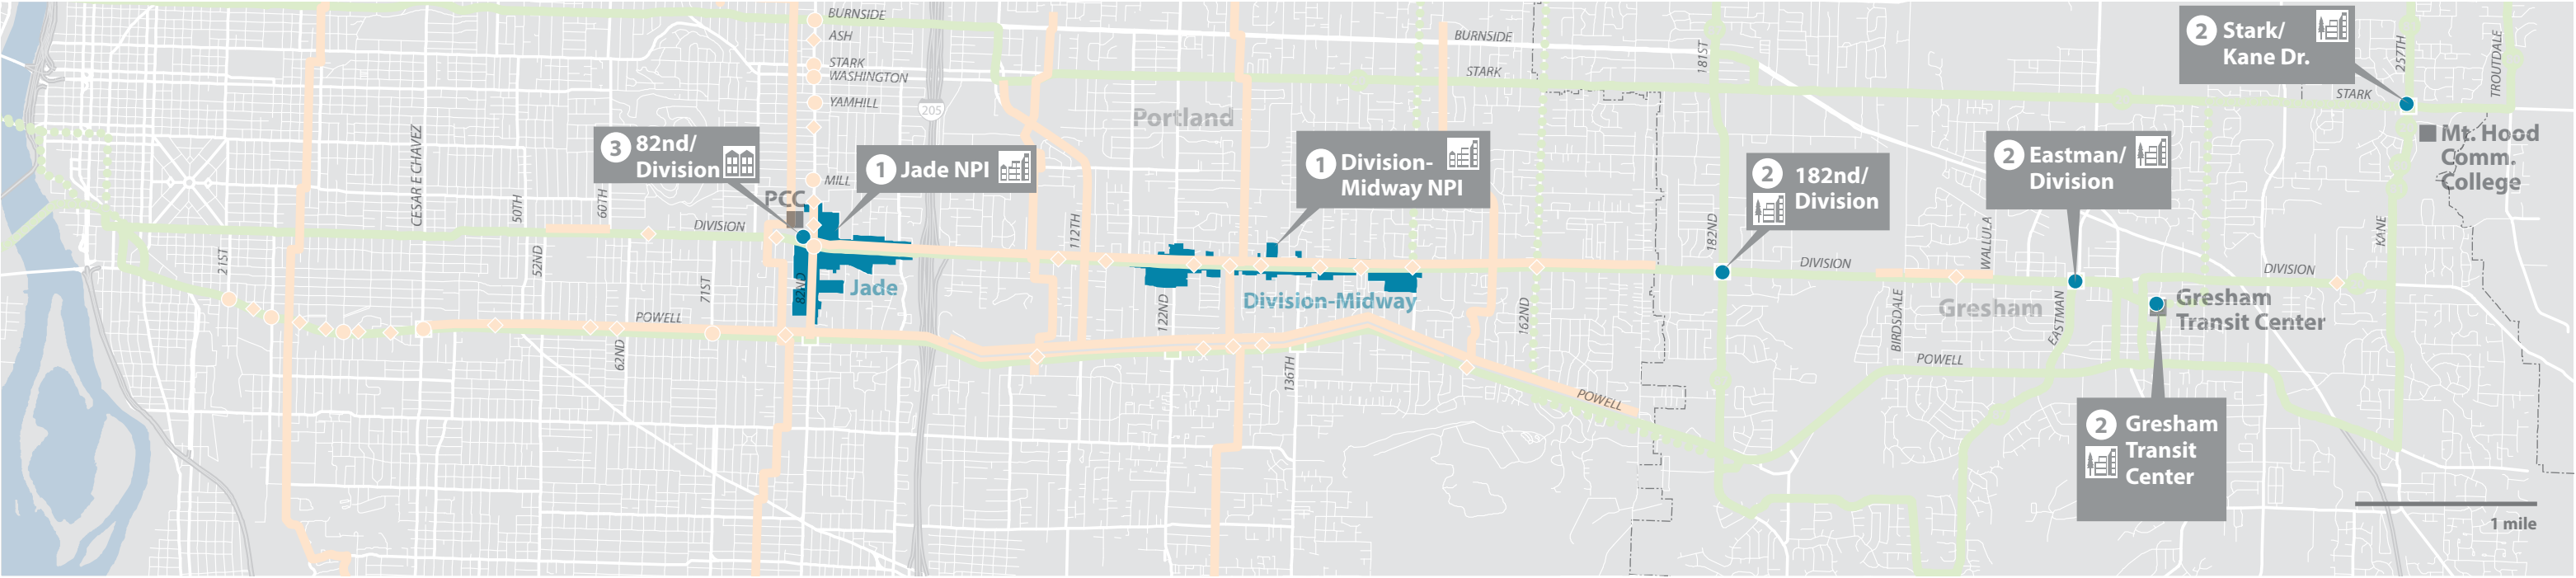 BURNSIDE
ASH
STARK
WASHINGTON
YAMHILL
MILL
205
Portland
BURNSIDE
STARK
181ST
2 Stark/
Kane Dr.
257TH
TROUTDALE
STARK
Mt. Hood
Comm.
College
CESAR E CHAVEZ
50TH
60TH
3 82nd/
Division
PCC
1 Jade NPI
1 Division-
Midway NPI
2 182nd/
Division
2 Eastman/
Division
DIVISION
21ST
52ND
71ST
82ND
Jade
112TH
122ND
Division-Midway
162ND
182ND
DIVISION
WALLULA
Gresham
BIRDSDALE
EASTMAN
DIVISION
KANE
Gresham
Transit Center
POWELL
62ND
136TH
POWELL
POWELL
2 Gresham
Transit
Center
1 mile